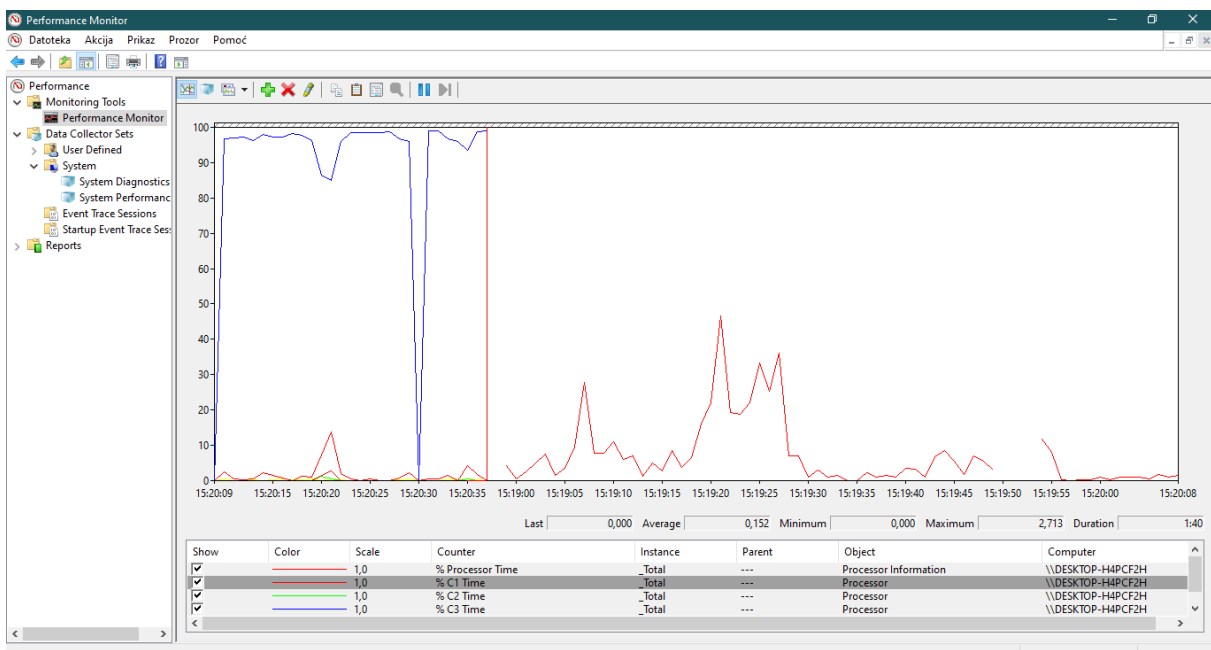 Performance Monitor
Datoteka Akcija Prikaz Prozor Pomoć
Performance
Monitoring Tools
Performance Monitor
Data Collector Sets
User Defined
System
System Diagnostics
System Performanc
Event Trace Sessions
Startup Event Trace Ses
Reports
100
90
80
70
60
50
40
30
20
10
0
15:20:09 15:20:15 15:20:20 15:20:25 15:20:30 15:20:35 15:19:00 15:19:05 15:19:10 15:19:15 15:19:20 15:19:25 15:19:30 15:19:35 15:19:40 15:19:45 15:19:50 15:19:55 15:20:00 15:20:08
Last 0,000 Average 0,152 Minimum 0,000 Maximum 2,713 Duration 1:40
Show Color Scale Counter Instance Parent Object Computer
1,0 % Processor Time _Total --- Processor Information \\DESKTOP-H4PCF2H
1,0 % C1 Time _Total --- Processor \\DESKTOP-H4PCF2H
1,0 % C2 Time _Total --- Processor \\DESKTOP-H4PCF2H
1,0 % C3 Time _Total --- Processor \\DESKTOP-H4PCF2H